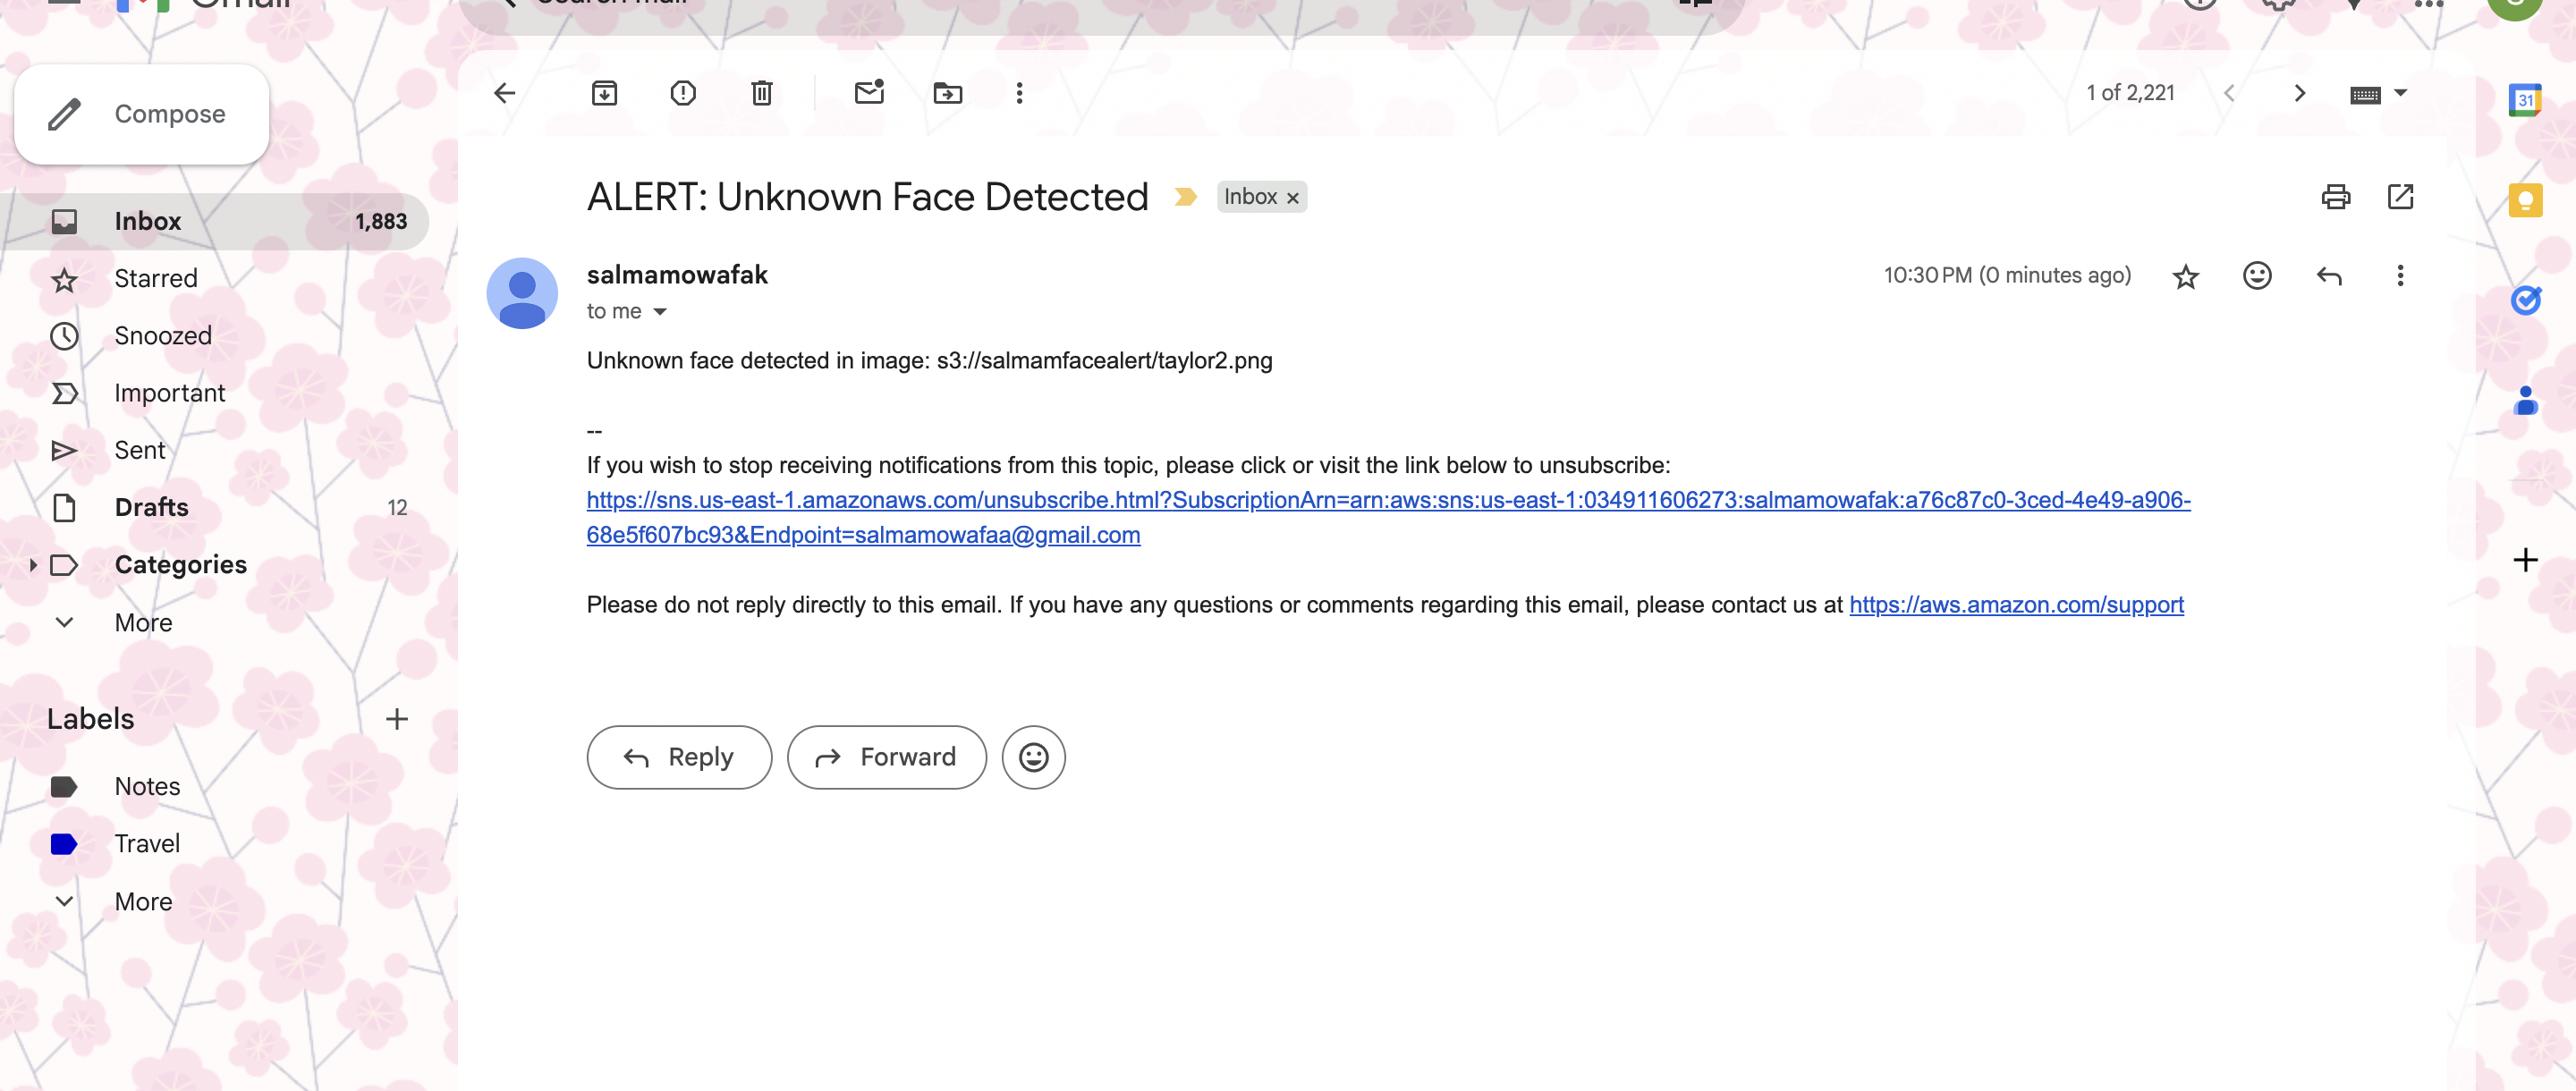 Gmail
Search mail
Compose
1 of 2,221
31
ALERT: Unknown Face Detected
Inbox ×
Inbox 1,883
Starred
Snoozed
Important
Sent
Drafts 12
Categories
More
Labels +
Notes
Travel
More
salmamowafak
10:30 PM (0 minutes ago)
to me
Unknown face detected in image: s3://salmamfacealert/taylor2.png
--
If you wish to stop receiving notifications from this topic, please click or visit the link below to unsubscribe:
https://sns.us-east-1.amazonaws.com/unsubscribe.html?SubscriptionArn=arn:aws:sns:us-east-1:034911606273:salmamowafak:a76c87c0-3ced-4e49-a906-
68e5f607bc93&Endpoint=salmamowafaa@gmail.com
Please do not reply directly to this email. If you have any questions or comments regarding this email, please contact us at https://aws.amazon.com/support
Reply
Forward